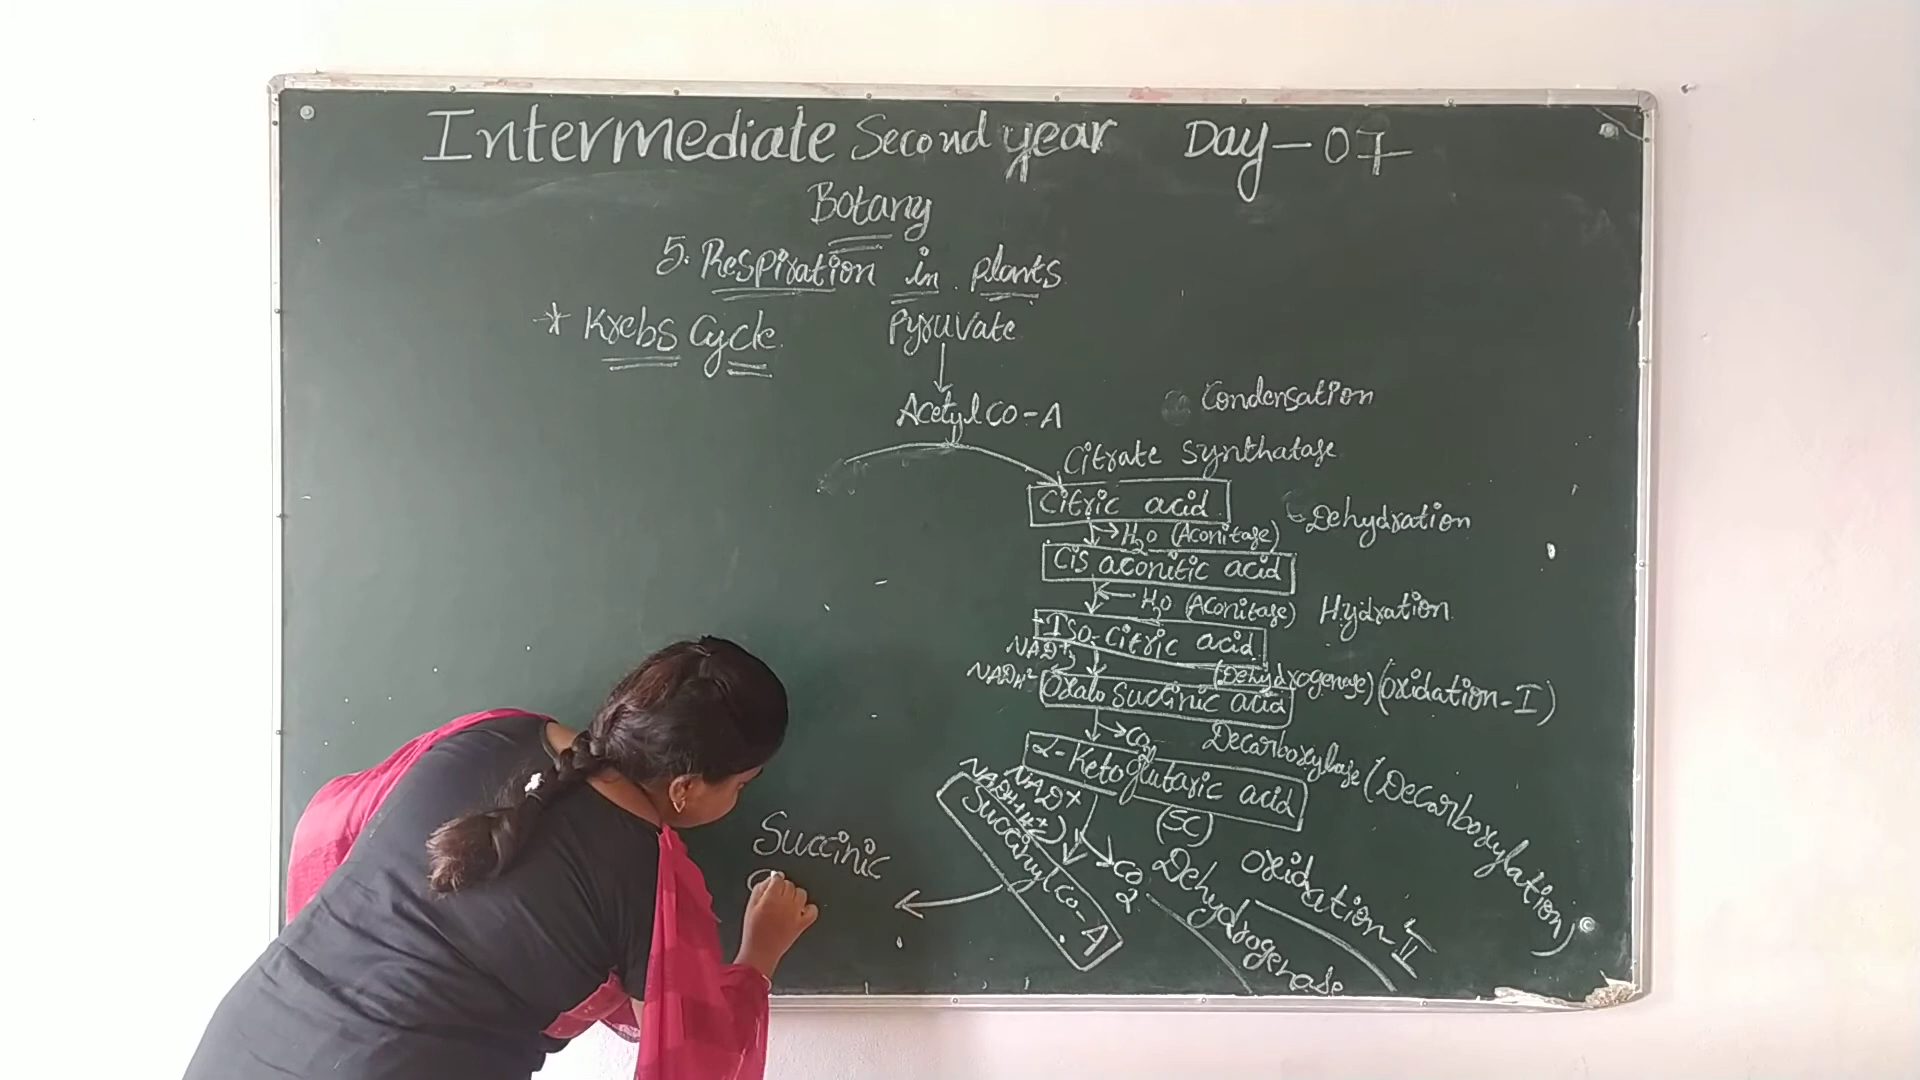 Intermediate Second year Day-07
Botany
5. Respiration in plants
* Krebs Cycle
Pyruvate
Acetyl Co-A
Condensation
Citrate Synthatase
Citric acid
Dehydration
H2O (Aconitase)
Cis aconitic acid
H2O (Aconitase) Hydration
Iso-Citric acid
NAD+
NADH2
(Dehydrogenase) (Oxidation-I)
Oxalo Succinic acid
CO2 Decarboxylase (Decarboxylation)
α-Ketoglutaric acid
(5C)
NAD+
NADH+H+
Succinyl Co-A
CO2
Dehydrogenase
Oxidation-II
Succinic